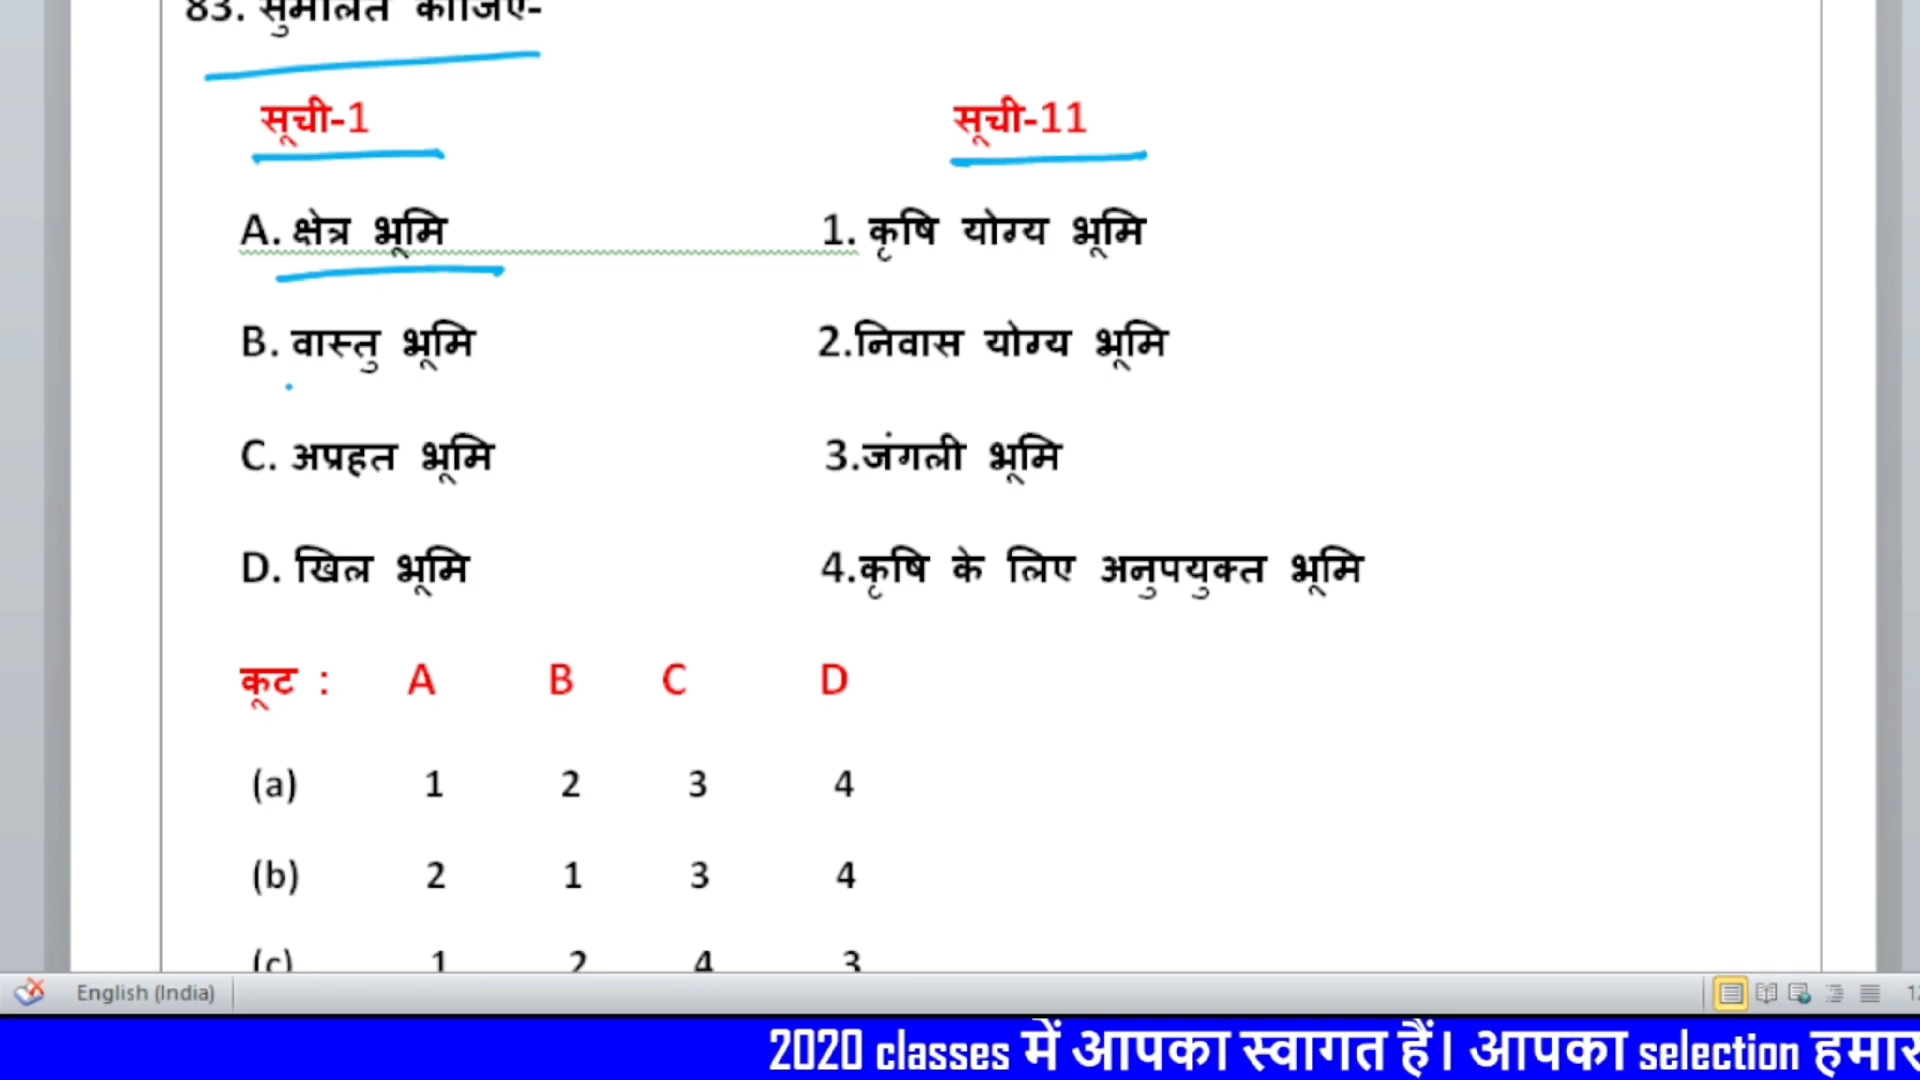 83. सुमेलित कीजिए-
सूची-1 सूची-11
A. क्षेत्र भूमि 1. कृषि योग्य भूमि
B. वास्तु भूमि 2.निवास योग्य भूमि
C. अप्रहत भूमि 3.जंगली भूमि
D. खिल भूमि 4.कृषि के लिए अनुपयुक्त भूमि
कूट : A B C D
(a) 1 2 3 4
(b) 2 1 3 4
(c) 1 2 4 3
English (India)
2020 classes में आपका स्वागत हैं। आपका selection